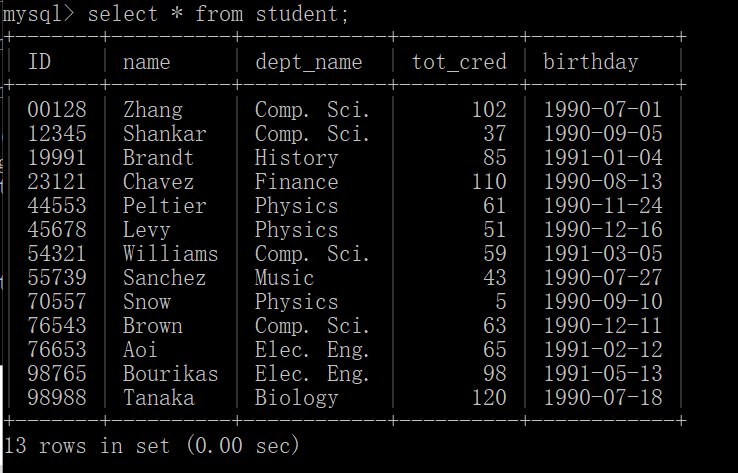 mysql> select * from student;
ID name dept_name tot_cred birthday
00128 Zhang Comp. Sci. 102 1990-07-01
12345 Shankar Comp. Sci. 37 1990-09-05
19991 Brandt History 85 1991-01-04
23121 Chavez Finance 110 1990-08-13
44553 Peltier Physics 61 1990-11-24
45678 Levy Physics 51 1990-12-16
54321 Williams Comp. Sci. 59 1991-03-05
55739 Sanchez Music 43 1990-07-27
70557 Snow Physics 5 1990-09-10
76543 Brown Comp. Sci. 63 1990-12-11
76653 Aoi Elec. Eng. 65 1991-02-12
98765 Bourikas Elec. Eng. 98 1991-05-13
98988 Tanaka Biology 120 1990-07-18
13 rows in set (0.00 sec)